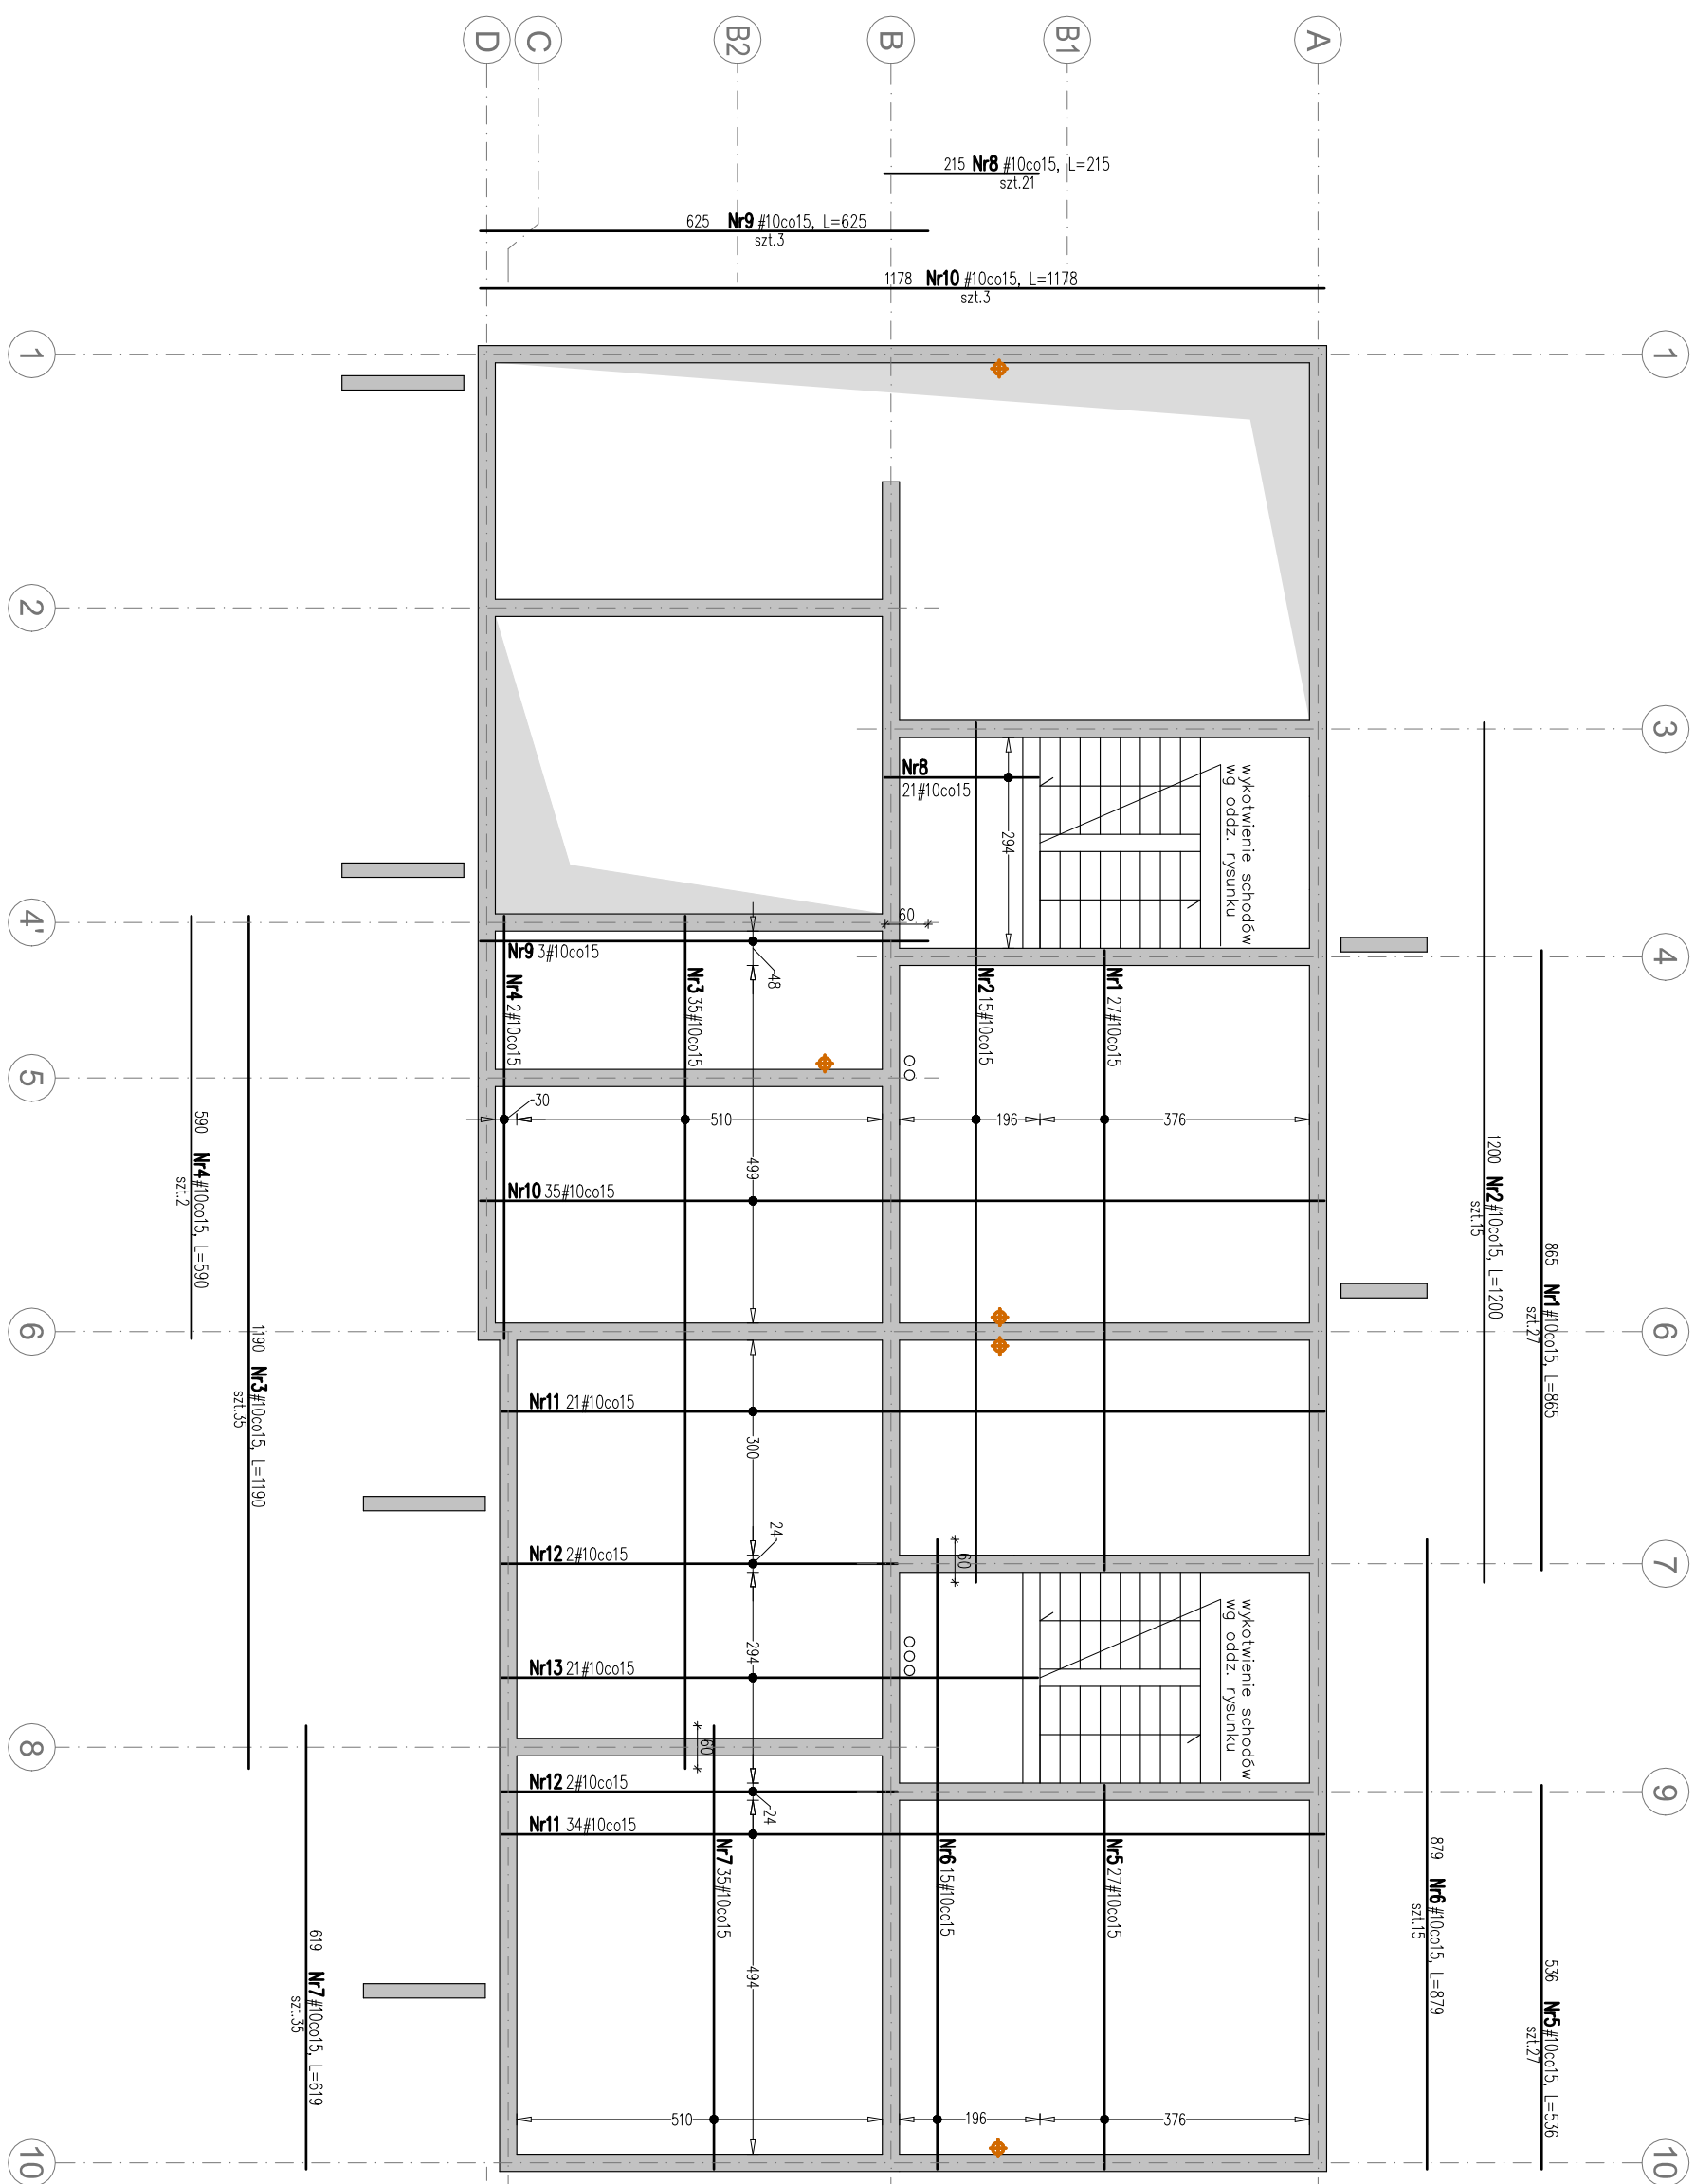 D
C
B2
B
B1
A
215 Nr8 #10co15, L=215
szt.21
625 Nr9 #10co15, L=625
szt.3
1178 Nr10 #10co15, L=1178
szt.3
1
1
2
3
3
Nr8
21#10co15
294
wykotwienie schodów
wg oddz. rysunku
4'
4
60
Nr9 3#10co15
48
Nr4 2#10co15
Nr3 35#10co15
Nr2 15#10co15
Nr1 27#10co15
5
30
510
196
376
499
Nr10 35#10co15
590 Nr4 #10co15, L=590
szt.2
1190 Nr3 #10co15, L=1190
szt.35
1200 Nr2 #10co15, L=1200
szt.15
865 Nr1 #10co15, L=865
szt.27
6
6
Nr11 21#10co15
300
24
Nr12 2#10co15
60
7
294
Nr13 21#10co15
wykotwienie schodów
wg oddz. rysunku
60
8
Nr12 2#10co15
24
9
Nr11 34#10co15
Nr7 35#10co15
Nr6 15#10co15
Nr5 27#10co15
494
619 Nr7 #10co15, L=619
szt.35
879 Nr6 #10co15, L=879
szt.15
536 Nr5 #10co15, L=536
szt.27
510
196
376
10
10